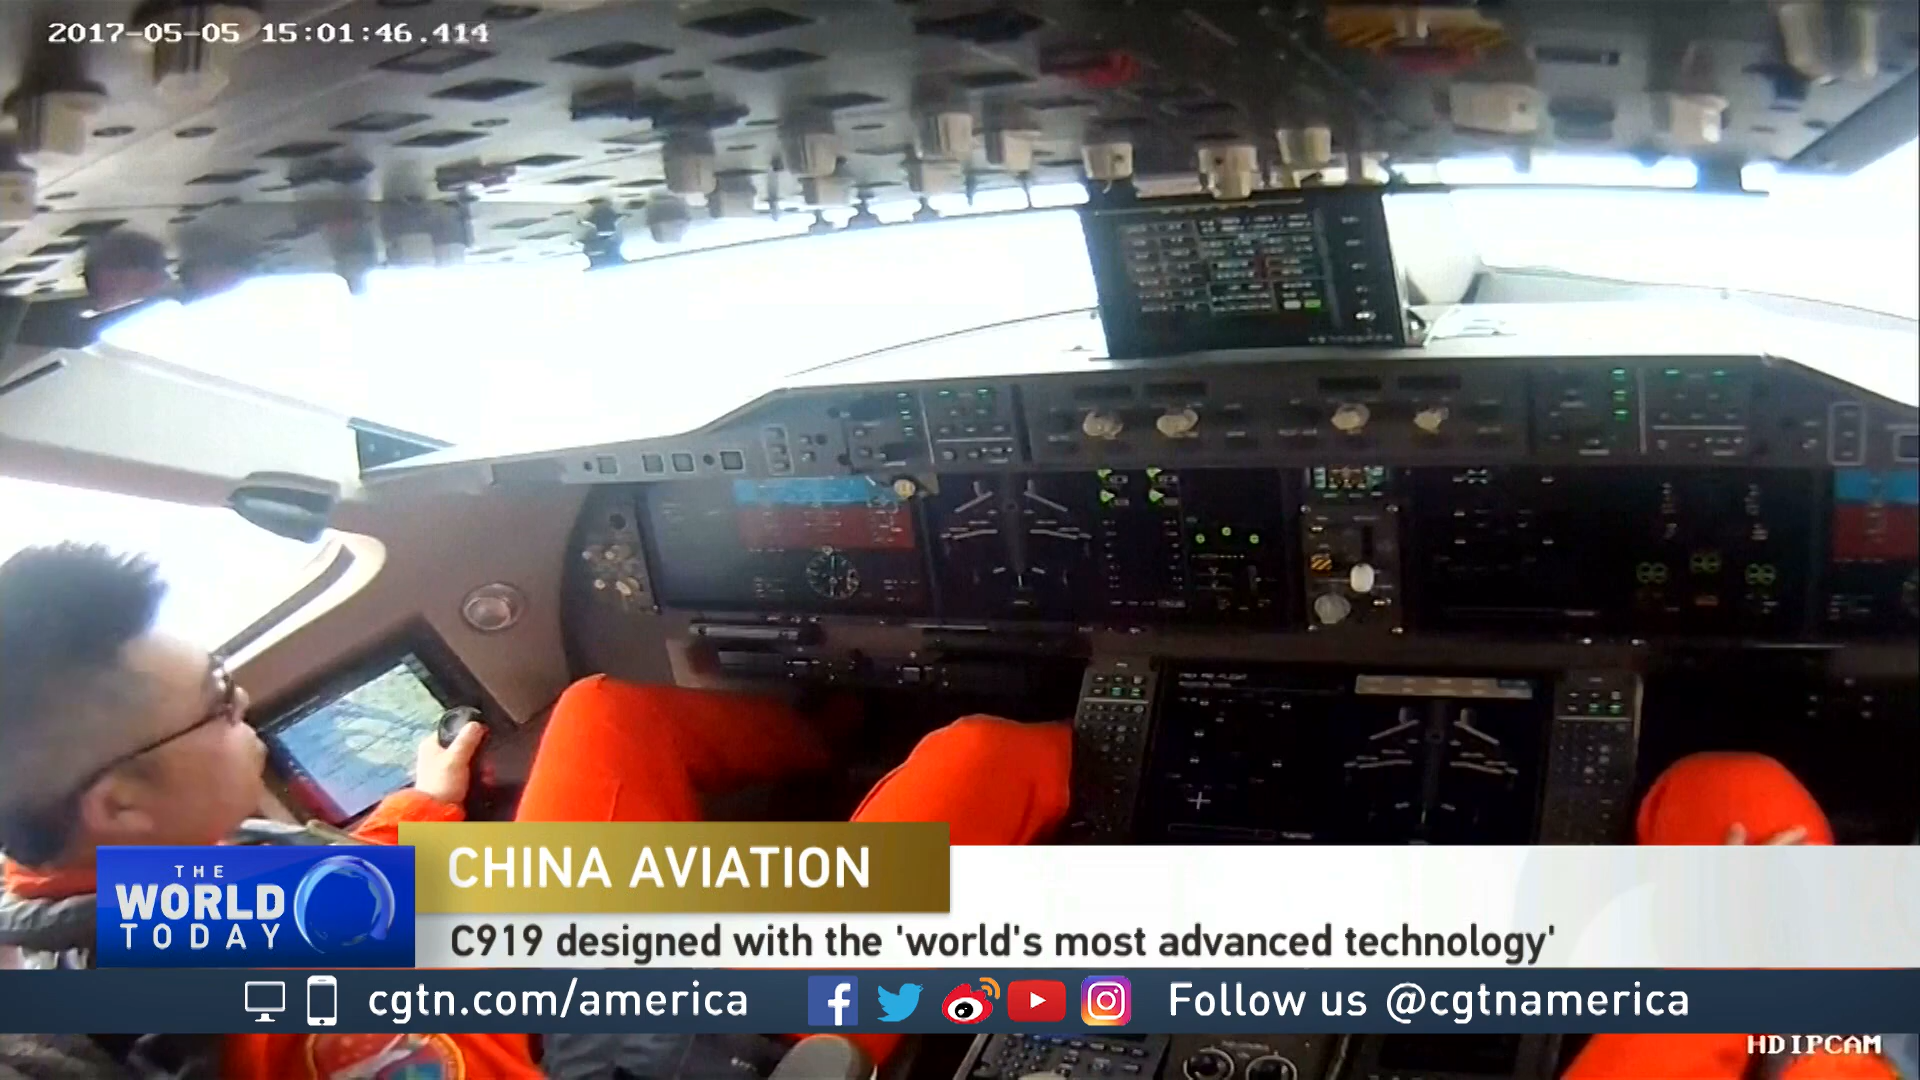 2017-05-05 15:01:46.414
THE
WORLD
TODAY
CHINA AVIATION
C919 designed with the 'world's most advanced technology'
cgtn.com/america
Follow us @cgtnamerica
HDIPCAM